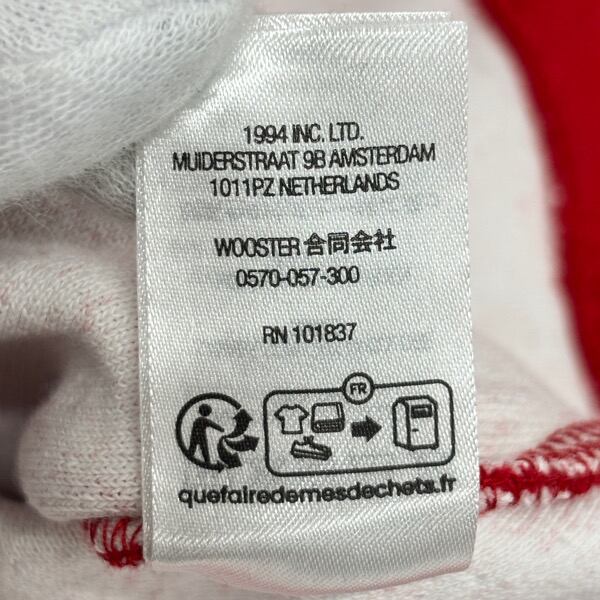 1994 INC. LTD.
MUIDERSTRAAT 9B AMSTERDAM
1011PZ NETHERLANDS
WOOSTER 合同会社
0570-057-300
RN 101837
FR
quefairedemesdechets.fr